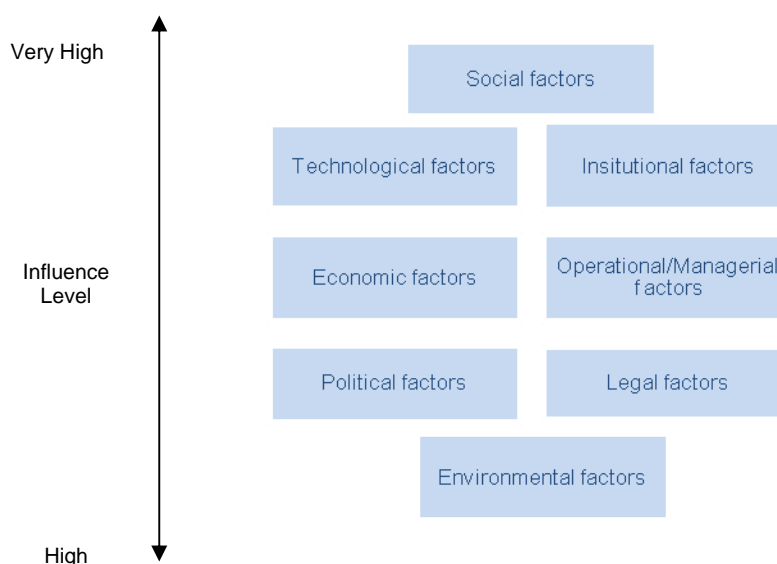 Very High
Social factors
Technological factors
Insitutional factors
Influence
Level
Economic factors
Operational/Managerial
factors
Political factors
Legal factors
Environmental factors
High